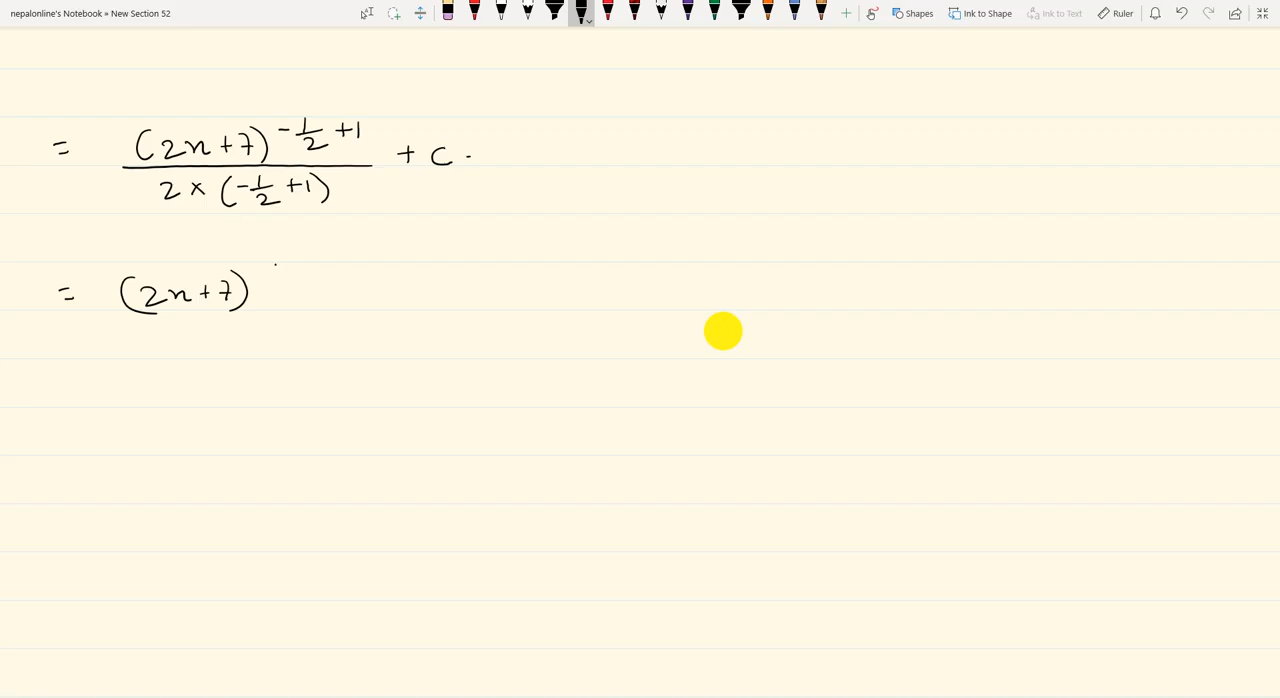 nepalonline's Notebook » New Section 52
Shapes Ink to Shape Ink to Text Ruler
= (2x+7)^{-1/2+1} / 2 × (-1/2 +1) + c .
= (2x+7)